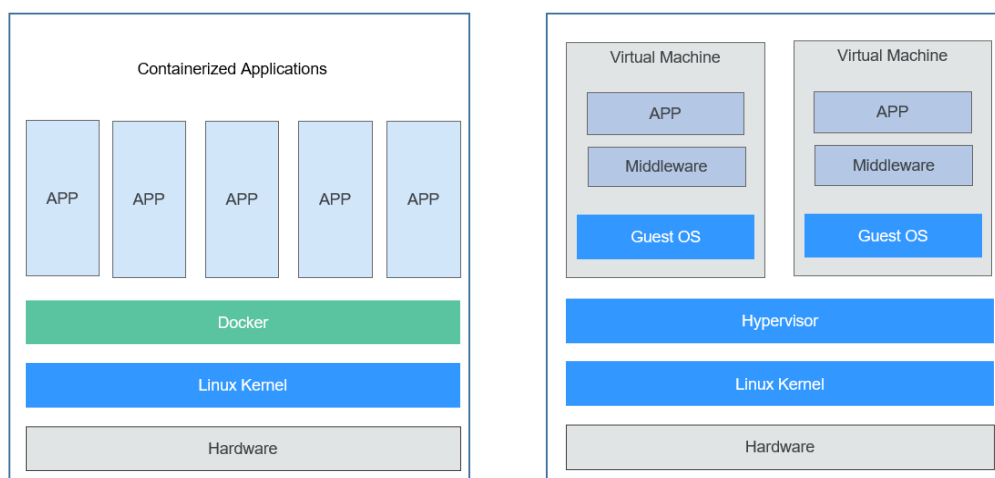 Containerized Applications
APP
APP
APP
APP
APP
Docker
Linux Kernel
Hardware
Virtual Machine
APP
Middleware
Guest OS
Virtual Machine
APP
Middleware
Guest OS
Hypervisor
Linux Kernel
Hardware